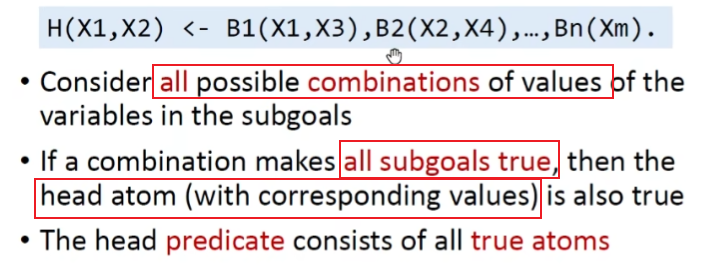 H(X1,X2) <- B1(X1,X3),B2(X2,X4),…,Bn(Xm).
• Consider all possible combinations of values of the
variables in the subgoals
• If a combination makes all subgoals true, then the
head atom (with corresponding values) is also true
• The head predicate consists of all true atoms